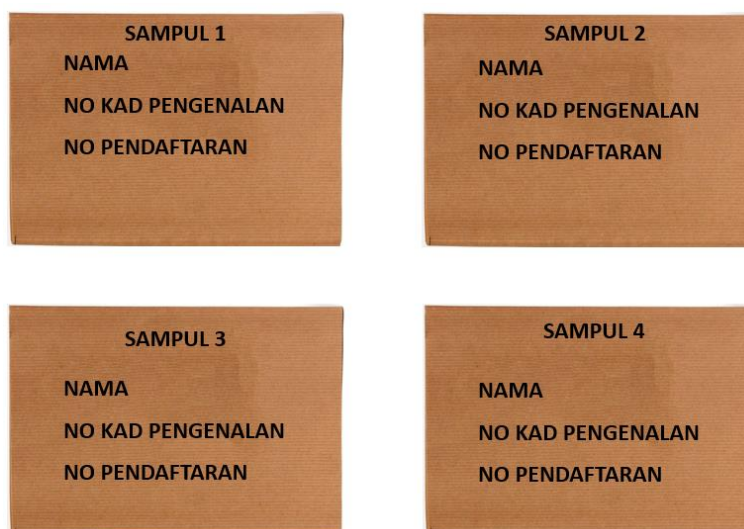 SAMPUL 1
NAMA
NO KAD PENGENALAN
NO PENDAFTARAN
SAMPUL 2
NAMA
NO KAD PENGENALAN
NO PENDAFTARAN
SAMPUL 3
NAMA
NO KAD PENGENALAN
NO PENDAFTARAN
SAMPUL 4
NAMA
NO KAD PENGENALAN
NO PENDAFTARAN